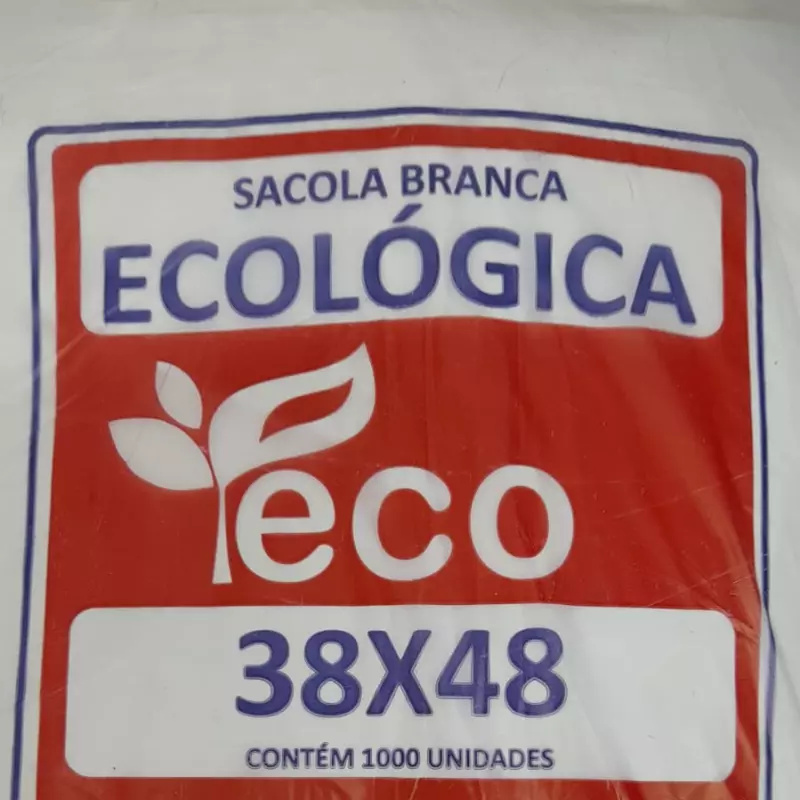 SACOLA BRANCA
ECOLÓGICA
eco
38X48
CONTÉM 1000 UNIDADES